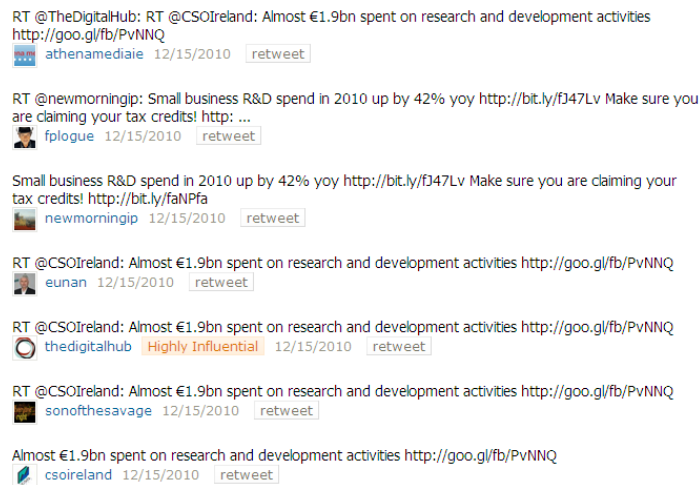 RT @TheDigitalHub: RT @CSOIreland: Almost €1.9bn spent on research and development activities
http://goo.gl/fb/PvNNQ
athenamediaie 12/15/2010 retweet
RT @newmorningip: Small business R&D spend in 2010 up by 42% yoy http://bit.ly/fJ47Lv Make sure you
are claiming your tax credits! http: ...
fplogue 12/15/2010 retweet
Small business R&D spend in 2010 up by 42% yoy http://bit.ly/fJ47Lv Make sure you are claiming your
tax credits! http://bit.ly/faNPfa
newmorningip 12/15/2010 retweet
RT @CSOIreland: Almost €1.9bn spent on research and development activities http://goo.gl/fb/PvNNQ
eunan 12/15/2010 retweet
RT @CSOIreland: Almost €1.9bn spent on research and development activities http://goo.gl/fb/PvNNQ
thedigitalhub Highly Influential 12/15/2010 retweet
RT @CSOIreland: Almost €1.9bn spent on research and development activities http://goo.gl/fb/PvNNQ
sonofthesavage 12/15/2010 retweet
Almost €1.9bn spent on research and development activities http://goo.gl/fb/PvNNQ
csoireland 12/15/2010 retweet